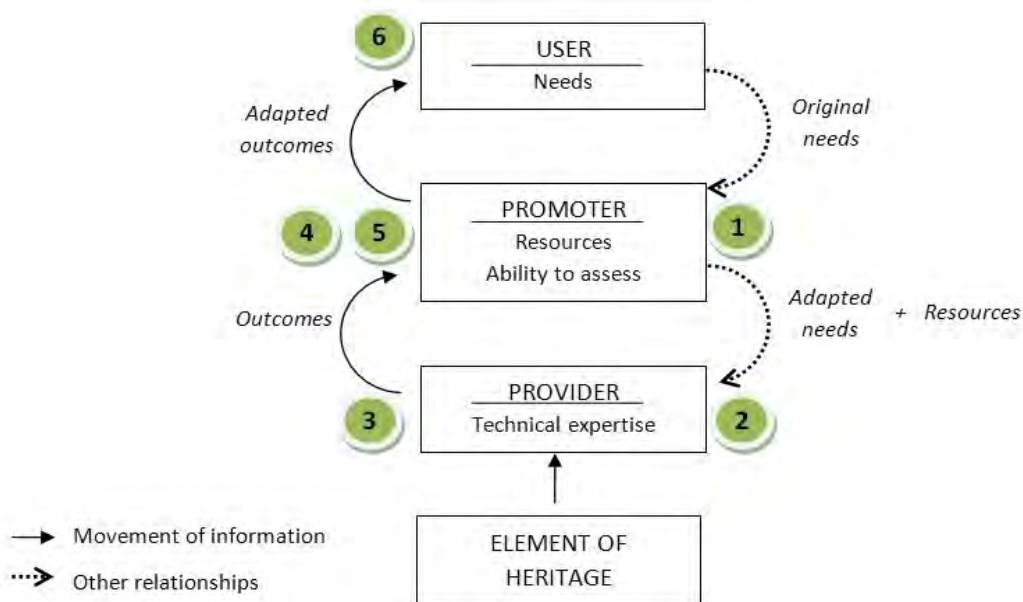 6
USER
Needs
Adapted
outcomes
Original
needs
4
5
PROMOTER
Resources
Ability to assess
1
Outcomes
Adapted
needs
+ Resources
3
PROVIDER
Technical expertise
2
Movement of information
Other relationships
ELEMENT OF
HERITAGE